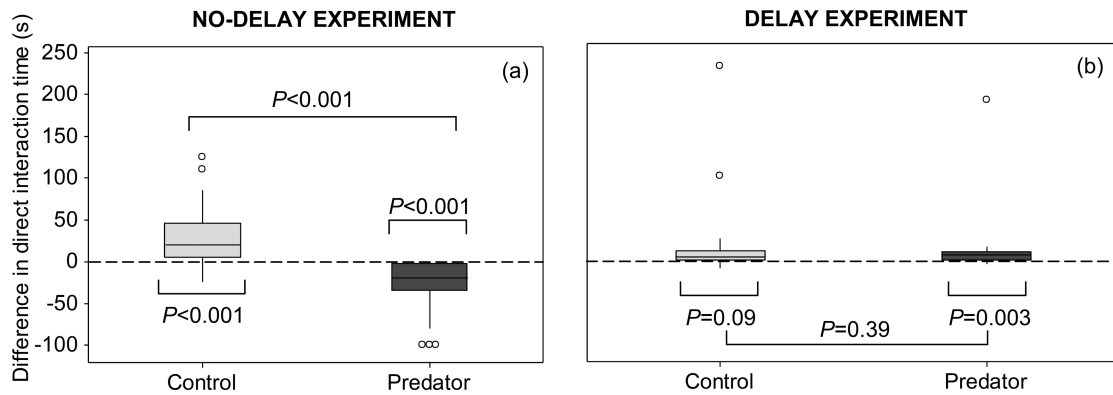 NO-DELAY EXPERIMENT
DELAY EXPERIMENT
Difference in direct interaction time (s)
250
200
150
100
50
0
-50
-100
(a)
P<0.001
P<0.001
P<0.001
Control
Predator
(b)
P=0.09
P=0.39
P=0.003
Control
Predator